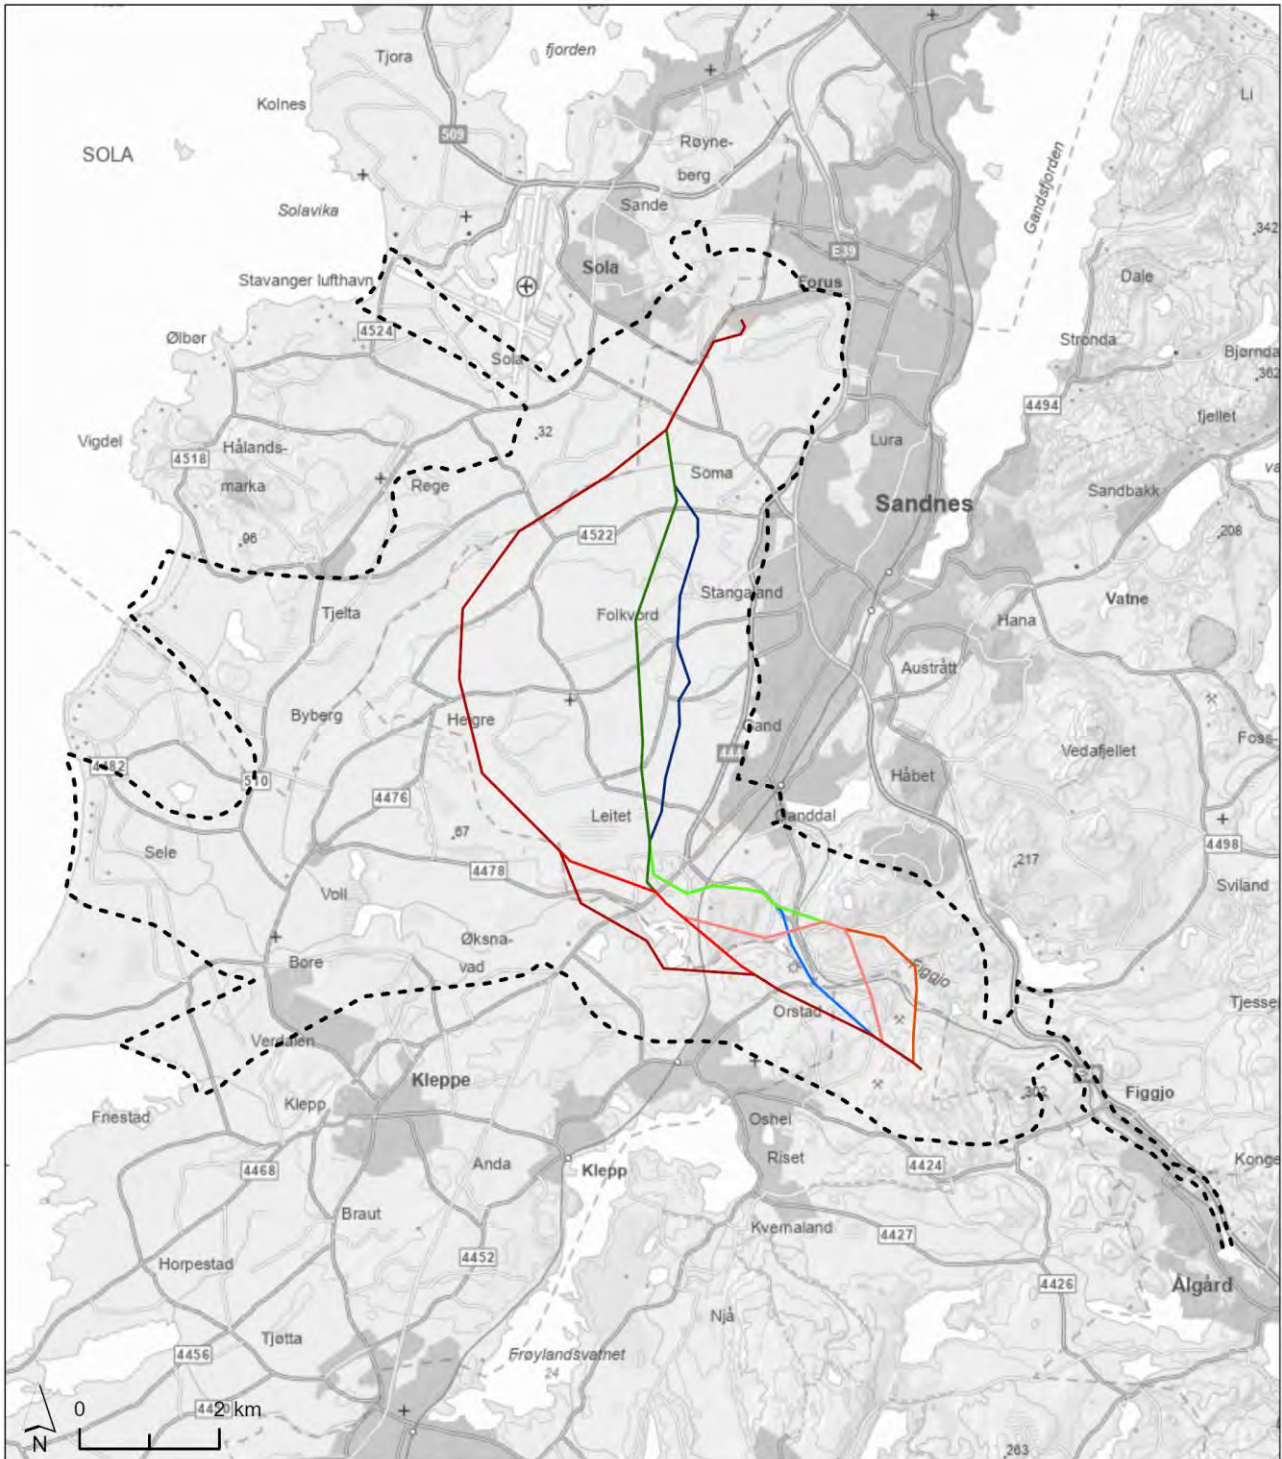 Tjora
fjorden
Kolnes
Li
509
SOLA
Røyne-
berg
Gandsfjorden
Solavika
Sande
342
E39
Sola
Dale
Stavanger lufthavn
Forus
4524
Ølbør
Stronda
Sola
Bjørnda
362
4494
fjellet
Vigdel
32
Lura
Hålands-
marka
4518
Soma
va
Rege
Sandbakk
Sandnes
4522
208
96
Stangaland
Vatne
Tjelta
Folkvord
Hana
Austrått
Byberg
Helgre
Gand
Foss-
Vedafjellet
444
4482
510
Håbet
4476
Leitet
Ganddal
67
4498
Sele
217
4478
Sviland
Voll
Øksna-
vad
Bore
Figgjo
Tjesse
Orstad
Verdalen
Kleppe
Figgjo
302
Friestad
Klepp
Oshei
Riset
Konge
4468
Anda
Klepp
4424
Braut
Kvernaland
4427
4452
Horpestad
4426
Ålgård
Njå
Tjøtta
4456
Frøylandsvatnet
24
0
2 km
N
263